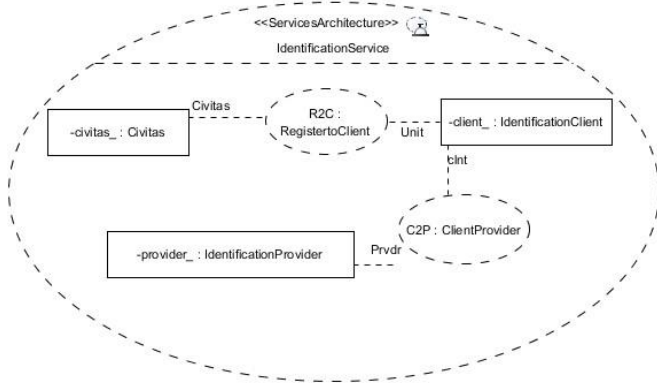 <<ServicesArchitecture>>
IdentificationService
Civitas
R2C :
RegistertoClient
-civitas_ : Civitas
Unit
-client_ : IdentificationClient
clnt
C2P : ClientProvider
-provider_ : IdentificationProvider
Prvdr